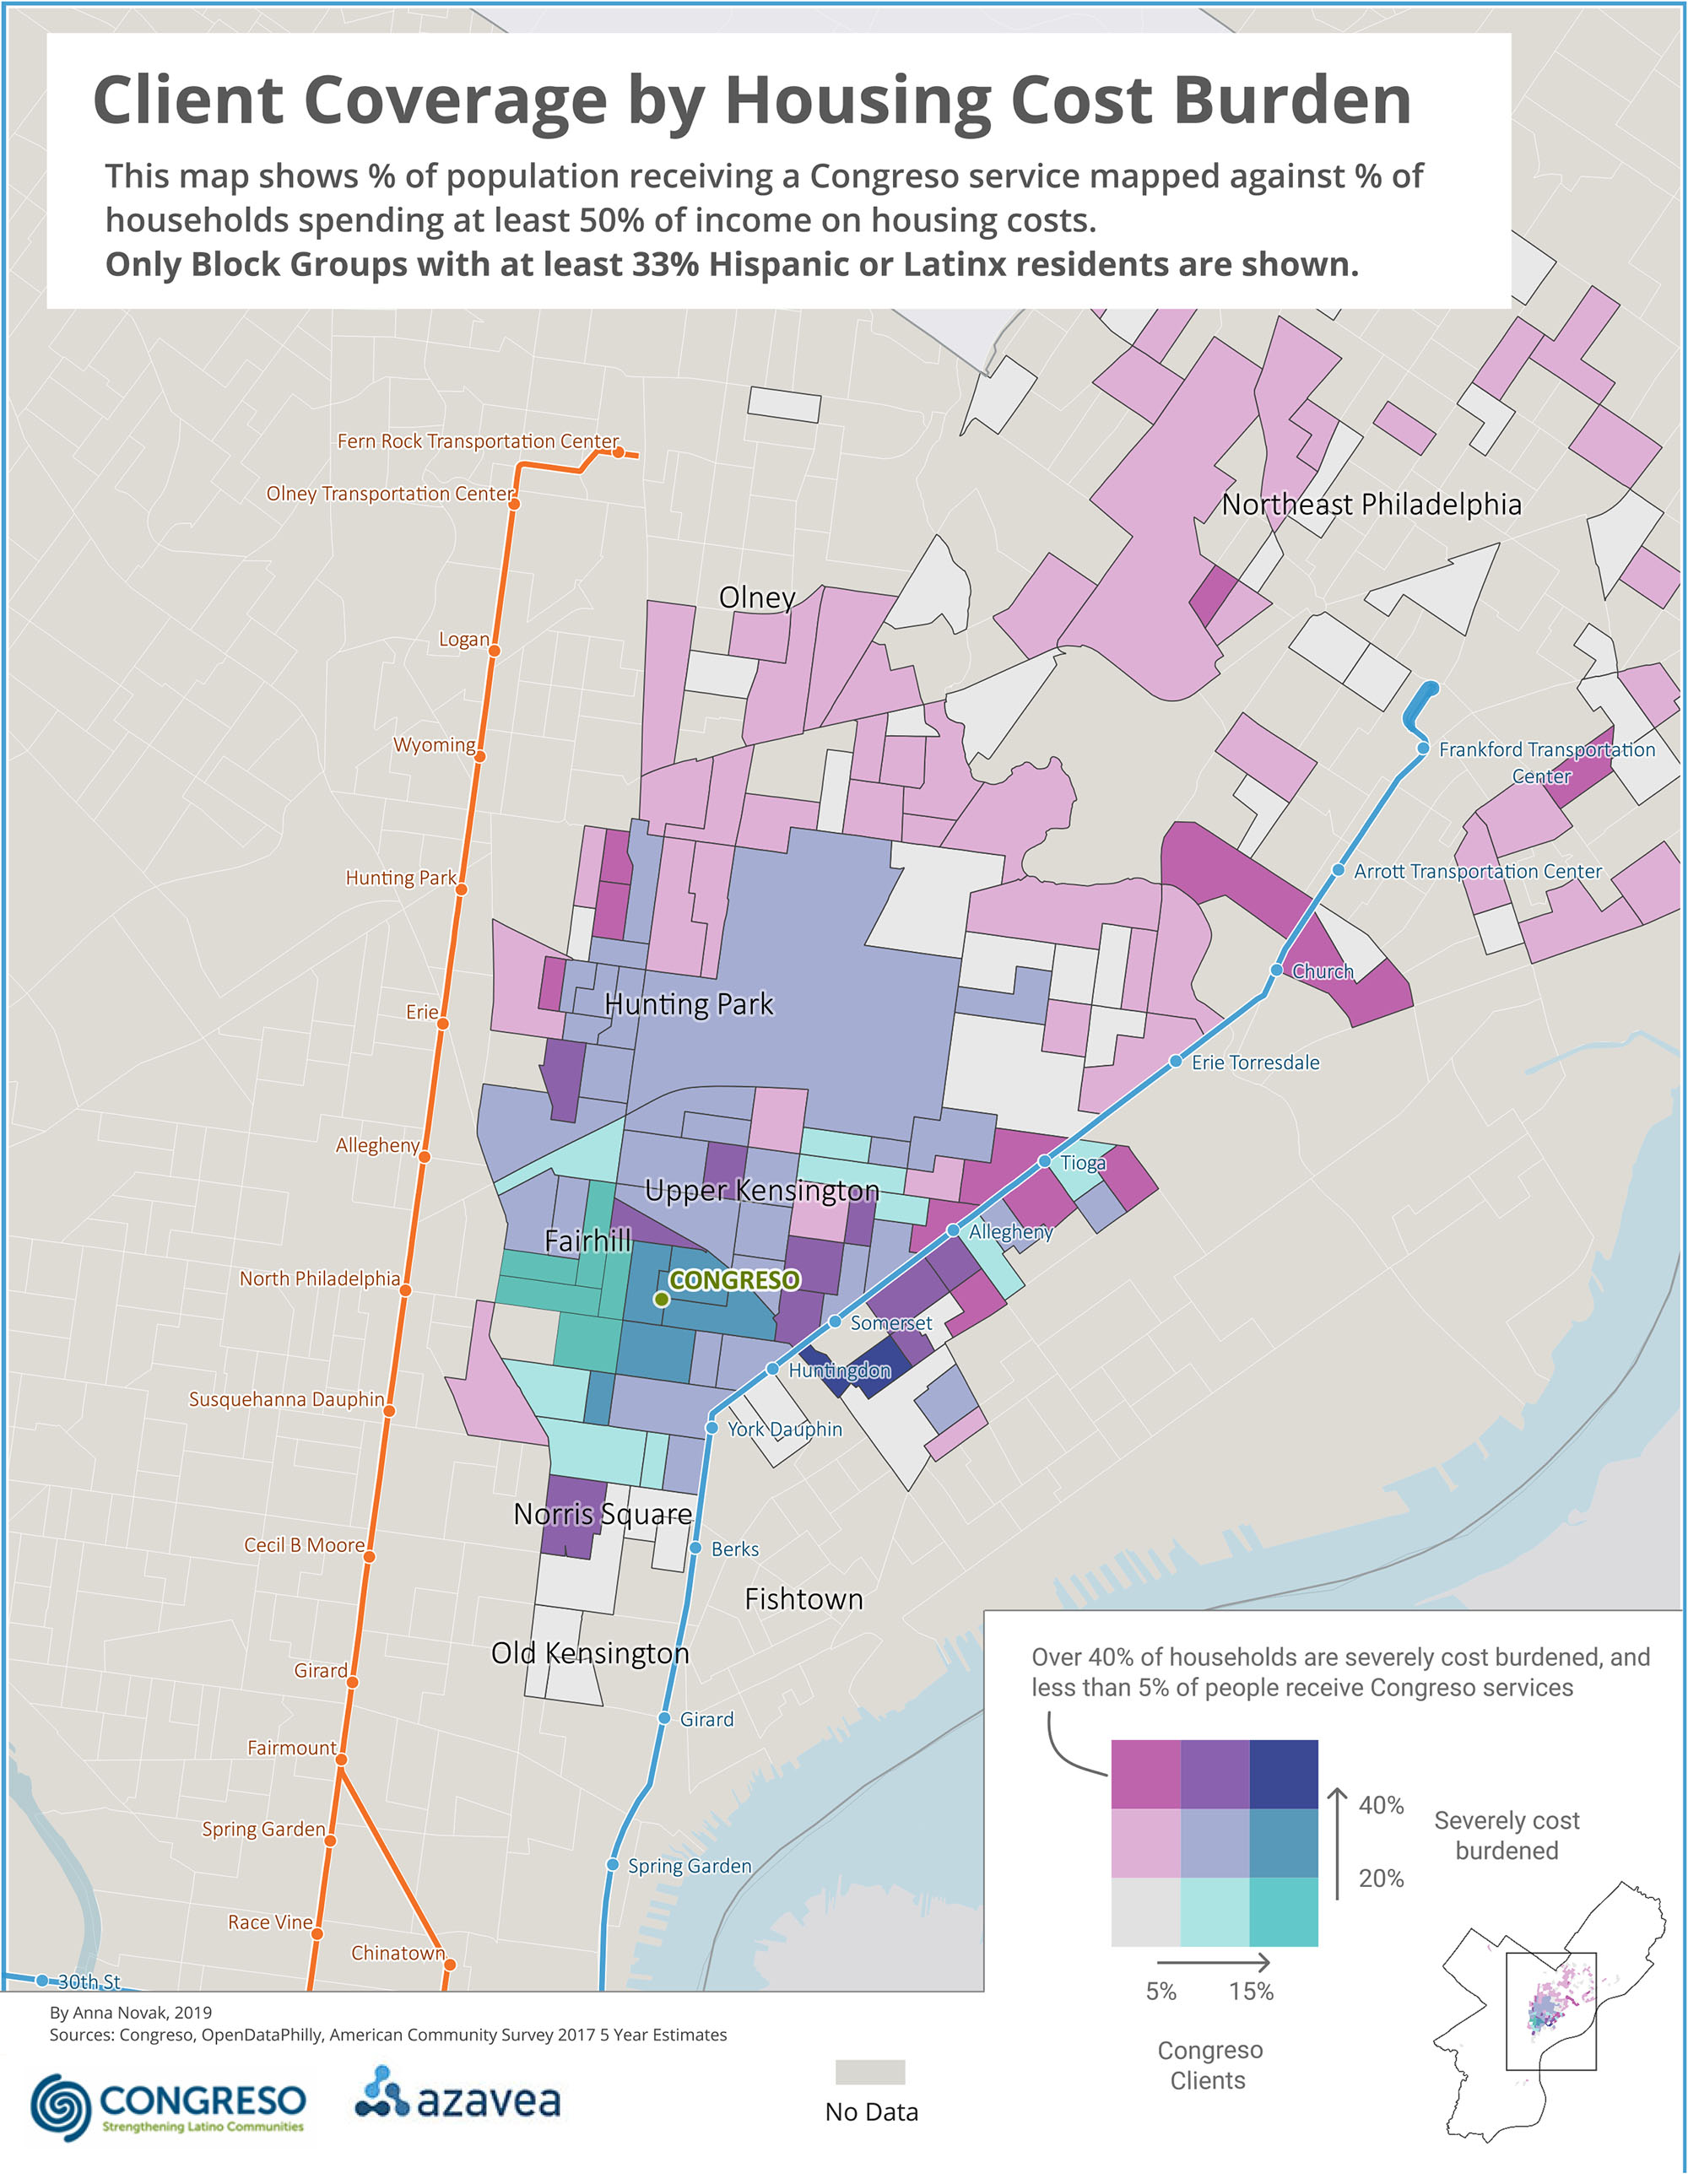 Client Coverage by Housing Cost Burden
This map shows % of population receiving a Congreso service mapped against % of
households spending at least 50% of income on housing costs.
Only Block Groups with at least 33% Hispanic or Latinx residents are shown.
Fern Rock Transportation Center
Olney Transportation Center
Northeast Philadelphia
Olney
Logan
Wyoming
Frankford Transportation
Center
Hunting Park
Arrott Transportation Center
Church
Hunting Park
Erie
Erie Torresdale
Allegheny
Tioga
Upper Kensington
Allegheny
Fairhill
North Philadelphia
CONGRESO
Somerset
Huntingdon
Susquehanna Dauphin
York Dauphin
Norris Square
Cecil B Moore
Berks
Fishtown
Old Kensington
Girard
Girard
Fairmount
Spring Garden
Spring Garden
Race Vine
Chinatown
30th St
Over 40% of households are severely cost burdened, and
less than 5% of people receive Congreso services
40%
Severely cost
burdened
20%
5%
15%
Congreso
Clients
By Anna Novak, 2019
Sources: Congreso, OpenDataPhilly, American Community Survey 2017 5 Year Estimates
CONGRESO
Strengthening Latino Communities
azavea
No Data